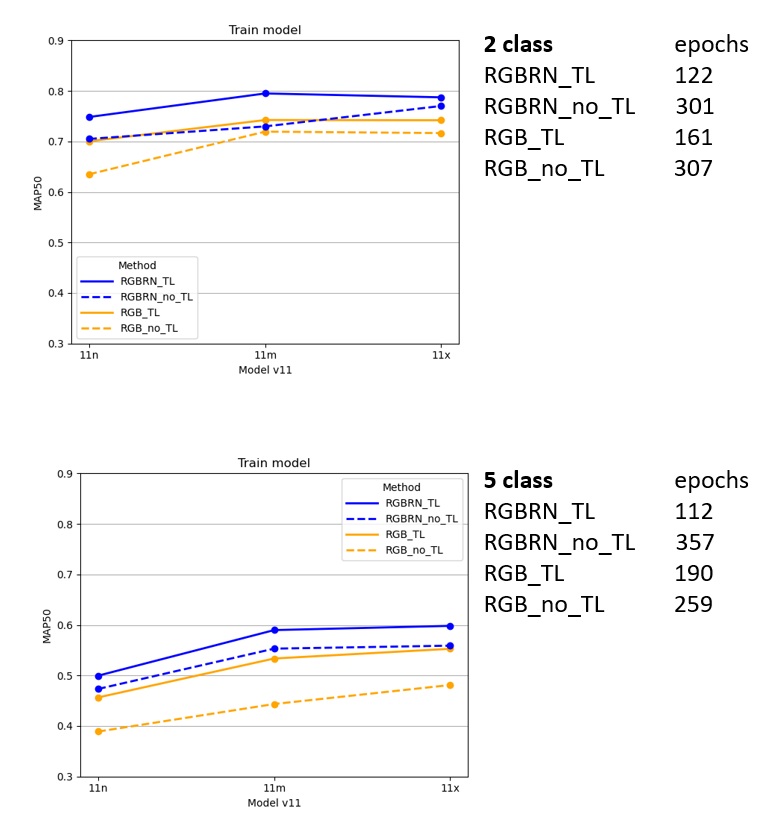 Train model
0.9
0.8
0.7
0.6
0.5
0.4
0.3
MAP50
Method
RGBRN_TL
RGBRN_no_TL
RGB_TL
RGB_no_TL
11n 11m 11x
Model v11
2 class epochs
RGBRN_TL 122
RGBRN_no_TL 301
RGB_TL 161
RGB_no_TL 307
Train model
0.9
0.8
0.7
0.6
0.5
0.4
0.3
MAP50
Method
RGBRN_TL
RGBRN_no_TL
RGB_TL
RGB_no_TL
11n 11m 11x
Model v11
5 class epochs
RGBRN_TL 112
RGBRN_no_TL 357
RGB_TL 190
RGB_no_TL 259